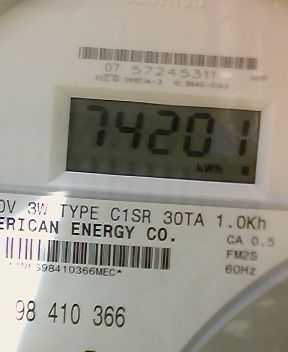 07 57245311
74201
kWh
0V 3W TYPE C1SR 30TA 1.0Kh
ERICAN ENERGY CO.
CA 0.5
FM2S
60Hz
S98410366MEC*
98 410 366